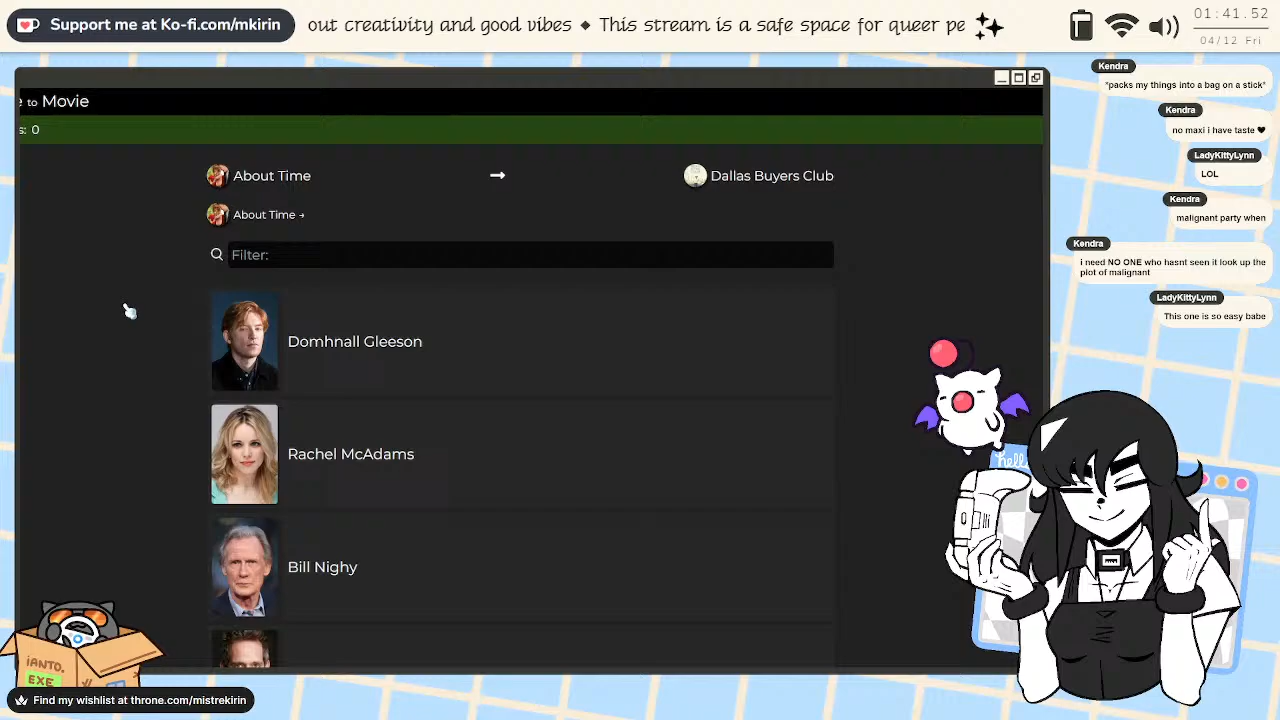 Support me at Ko-fi.com/mkirin
out creativity and good vibes ◆ This stream is a safe space for queer pe
01:41.52
04/12 Fri
to Movie
s: 0
About Time → Dallas Buyers Club
About Time →
Filter:
Domhnall Gleeson
Rachel McAdams
Bill Nighy
Kendra
*packs my things into a bag on a stick*
Kendra
no maxi i have taste ♥
LadyKittyLynn
LOL
Kendra
malignant party when
Kendra
i need NO ONE who hasnt seen it look up the
plot of malignant
LadyKittyLynn
This one is so easy babe
hello
iANTO.
EXE
Find my wishlist at throne.com/mistrekirin